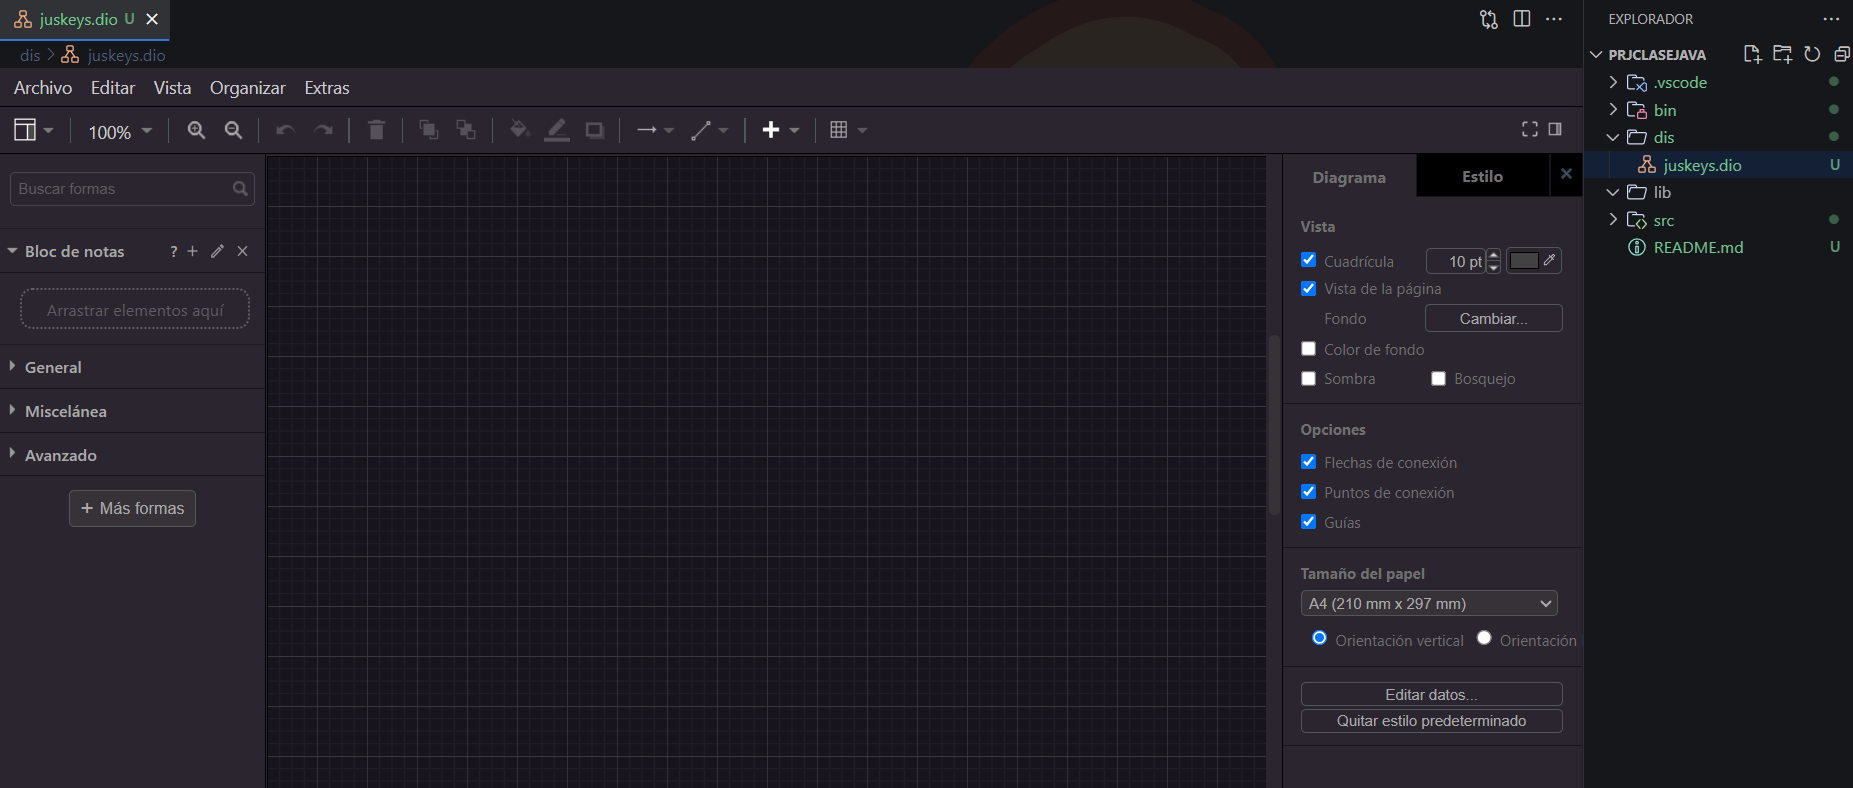 juskeys.dio U
dis > juskeys.dio
Archivo Editar Vista Organizar Extras
100%
Buscar formas
Bloc de notas ?
Arrastrar elementos aquí
General
Miscelánea
Avanzado
+ Más formas
Diagrama Estilo
Vista
Cuadrícula 10 pt
Vista de la página
Fondo Cambiar...
Color de fondo
Sombra Bosquejo
Opciones
Flechas de conexión
Puntos de conexión
Guías
Tamaño del papel
A4 (210 mm x 297 mm)
Orientación vertical Orientación
Editar datos...
Quitar estilo predeterminado
EXPLORADOR
PRJCLASEJAVA
.vscode
bin
dis
juskeys.dio U
lib
src
README.md U